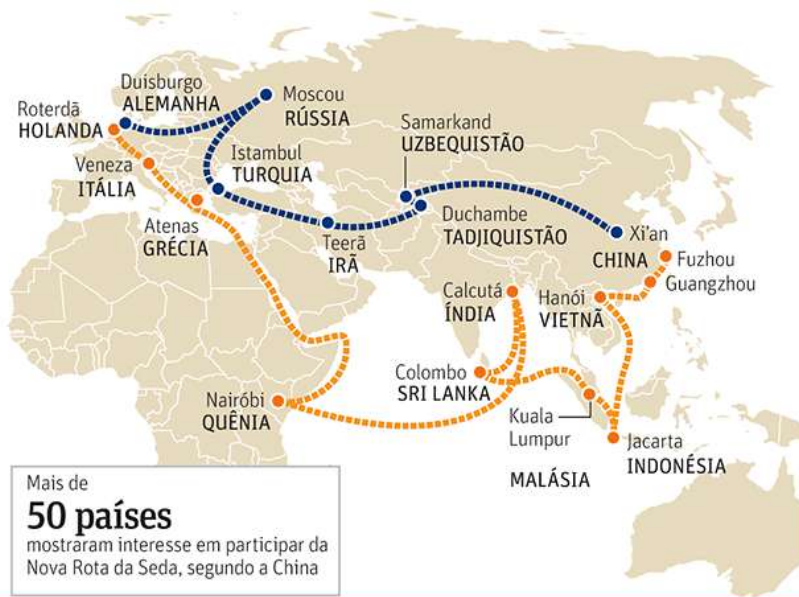 Duisburgo
ALEMANHA
Roterdã
HOLANDA
Moscou
RÚSSIA
Samarkand
UZBEQUISTÃO
Veneza
ITÁLIA
Istambul
TURQUIA
Atenas
GRÉCIA
Teerã
IRÃ
Duchambe
TADJIQUISTÃO
Xi'an
CHINA
Fuzhou
Guangzhou
Calcutá
ÍNDIA
Hanói
VIETNÃ
Colombo
SRI LANKA
Nairóbi
QUÊNIA
Kuala
Lumpur
MALÁSIA
Jacarta
INDONÉSIA
Mais de
50 países
mostraram interesse em participar da
Nova Rota da Seda, segundo a China